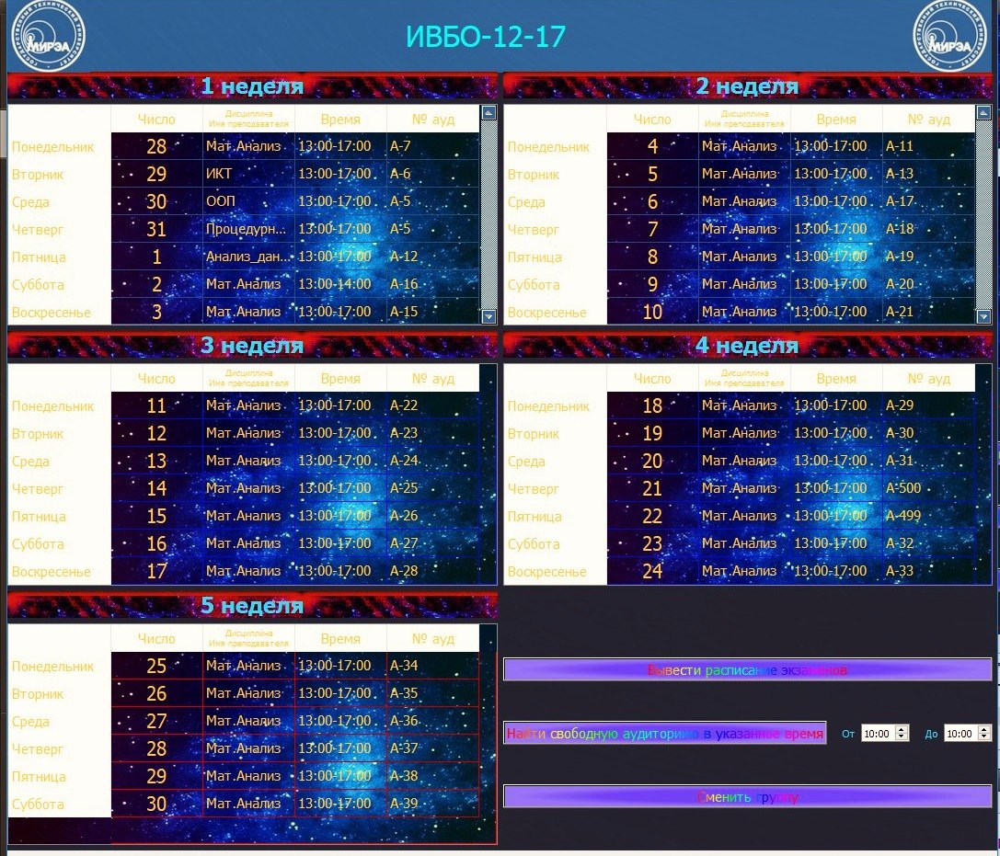 ИВБО-12-17
МИРЭА
МИРЭА
1 неделя
Число Дисциплина Имя преподавателя Время № ауд
Понедельник 28 Мат.Анализ 13:00-17:00 А-7
Вторник 29 ИКТ 13:00-17:00 А-6
Среда 30 ООП 13:00-17:00 А-5
Четверг 31 Процедурн... 13:00-17:00 А-5
Пятница 1 Анализ_дан... 13:00-17:00 А-12
Суббота 2 Мат.Анализ 13:00-14:00 А-16
Воскресенье 3 Мат.Анализ 13:00-17:00 А-15
2 неделя
Число Дисциплина Имя преподавателя Время № ауд
Понедельник 4 Мат.Анализ 13:00-17:00 А-11
Вторник 5 Мат.Анализ 13:00-17:00 А-13
Среда 6 Мат.Анализ 13:00-17:00 А-17
Четверг 7 Мат.Анализ 13:00-17:00 А-18
Пятница 8 Мат.Анализ 13:00-17:00 А-19
Суббота 9 Мат.Анализ 13:00-17:00 А-20
Воскресенье 10 Мат.Анализ 13:00-17:00 А-21
3 неделя
Число Дисциплина Имя преподавателя Время № ауд
Понедельник 11 Мат.Анализ 13:00-17:00 А-22
Вторник 12 Мат.Анализ 13:00-17:00 А-23
Среда 13 Мат.Анализ 13:00-17:00 А-24
Четверг 14 Мат.Анализ 13:00-17:00 А-25
Пятница 15 Мат.Анализ 13:00-17:00 А-26
Суббота 16 Мат.Анализ 13:00-17:00 А-27
Воскресенье 17 Мат.Анализ 13:00-17:00 А-28
4 неделя
Число Дисциплина Имя преподавателя Время № ауд
Понедельник 18 Мат.Анализ 13:00-17:00 А-29
Вторник 19 Мат.Анализ 13:00-17:00 А-30
Среда 20 Мат.Анализ 13:00-17:00 А-31
Четверг 21 Мат.Анализ 13:00-17:00 А-500
Пятница 22 Мат.Анализ 13:00-17:00 А-499
Суббота 23 Мат.Анализ 13:00-17:00 А-32
Воскресенье 24 Мат.Анализ 13:00-17:00 А-33
5 неделя
Число Дисциплина Имя преподавателя Время № ауд
Понедельник 25 Мат.Анализ 13:00-17:00 А-34
Вторник 26 Мат.Анализ 13:00-17:00 А-35
Среда 27 Мат.Анализ 13:00-17:00 А-36
Четверг 28 Мат.Анализ 13:00-17:00 А-37
Пятница 29 Мат.Анализ 13:00-17:00 А-38
Суббота 30 Мат.Анализ 13:00-17:00 А-39
Вывести расписание экзаменов
Найти свободную аудиторию в указанное время От 10:00 До 10:00
Сменить группу